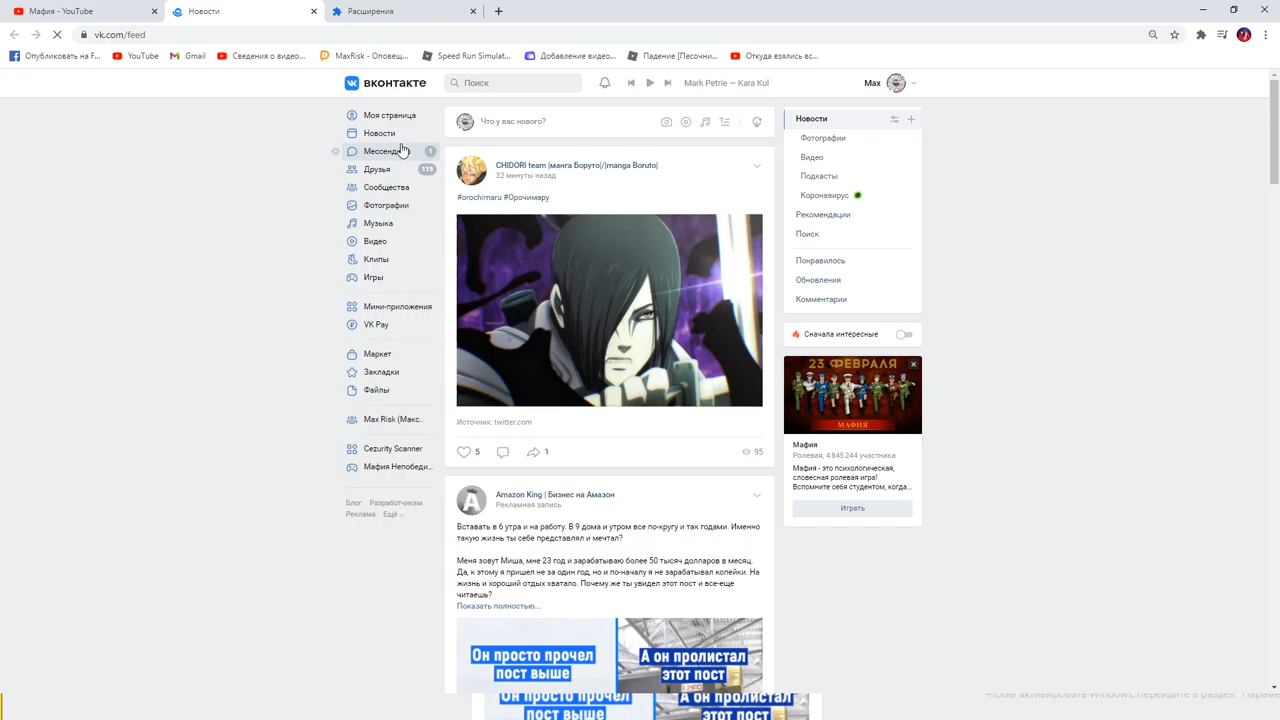 Мафия - YouTube
Новости
Расширения
vk.com/feed
Опубликовать на F...
YouTube
Gmail
Сведения о видео...
MaxRisk - Оповещ...
Speed Run Simulat...
Добавление видео...
Падение [Песочни...
Откуда взялись вс...
вконтакте
Поиск
Mark Petrie — Kara Kul
Max
Моя страница
Новости
Мессендж
1
Друзья
119
Сообщества
Фотографии
Музыка
Видео
Клипы
Игры
Мини-приложения
VK Pay
Маркет
Закладки
Файлы
Max Risk (Макс..
Cezurity Scanner
Мафия Непобеди...
Блог Разработчикам
Реклама Ещё
Что у вас нового?
CHIDORI team |манга Боруто|/|manga Boruto|
32 минуты назад
#orochimaru #Орочимару
Источник: twitter.com
5
1
95
Amazon King | Бизнес на Амазон
Рекламная запись
Вставать в 6 утра и на работу. В 9 дома и утром все по-кругу и так годами. Именно
такую жизнь ты себе представлял и мечтал?
Меня зовут Миша, мне 23 год и зарабатываю более 50 тысяч долларов в месяц.
Да, к этому я пришел не за один год, но и по-началу я не зарабатывал копейки. На
жизнь и хороший отдых хватало. Почему же ты увидел этот пост и все-еще
читаешь?
Показать полностью...
Он просто прочел
пост выше
А он пролистал
этот пост
Он просто прочел
пост выше
А он пролистал
этот пост
Новости
Фотографии
Видео
Подкасты
Коронавирус
Рекомендации
Поиск
Понравилось
Обновления
Комментарии
Сначала интересные
23 ФЕВРАЛЯ
МАФИЯ
Мафия
Ролевая, 4 845 244 участника
Мафия - это психологическая,
словесная ролевая игра!
Вспомните себя студентом, когда...
Играть
Чтобы активировать Windows, перейдите в раздел "Параме